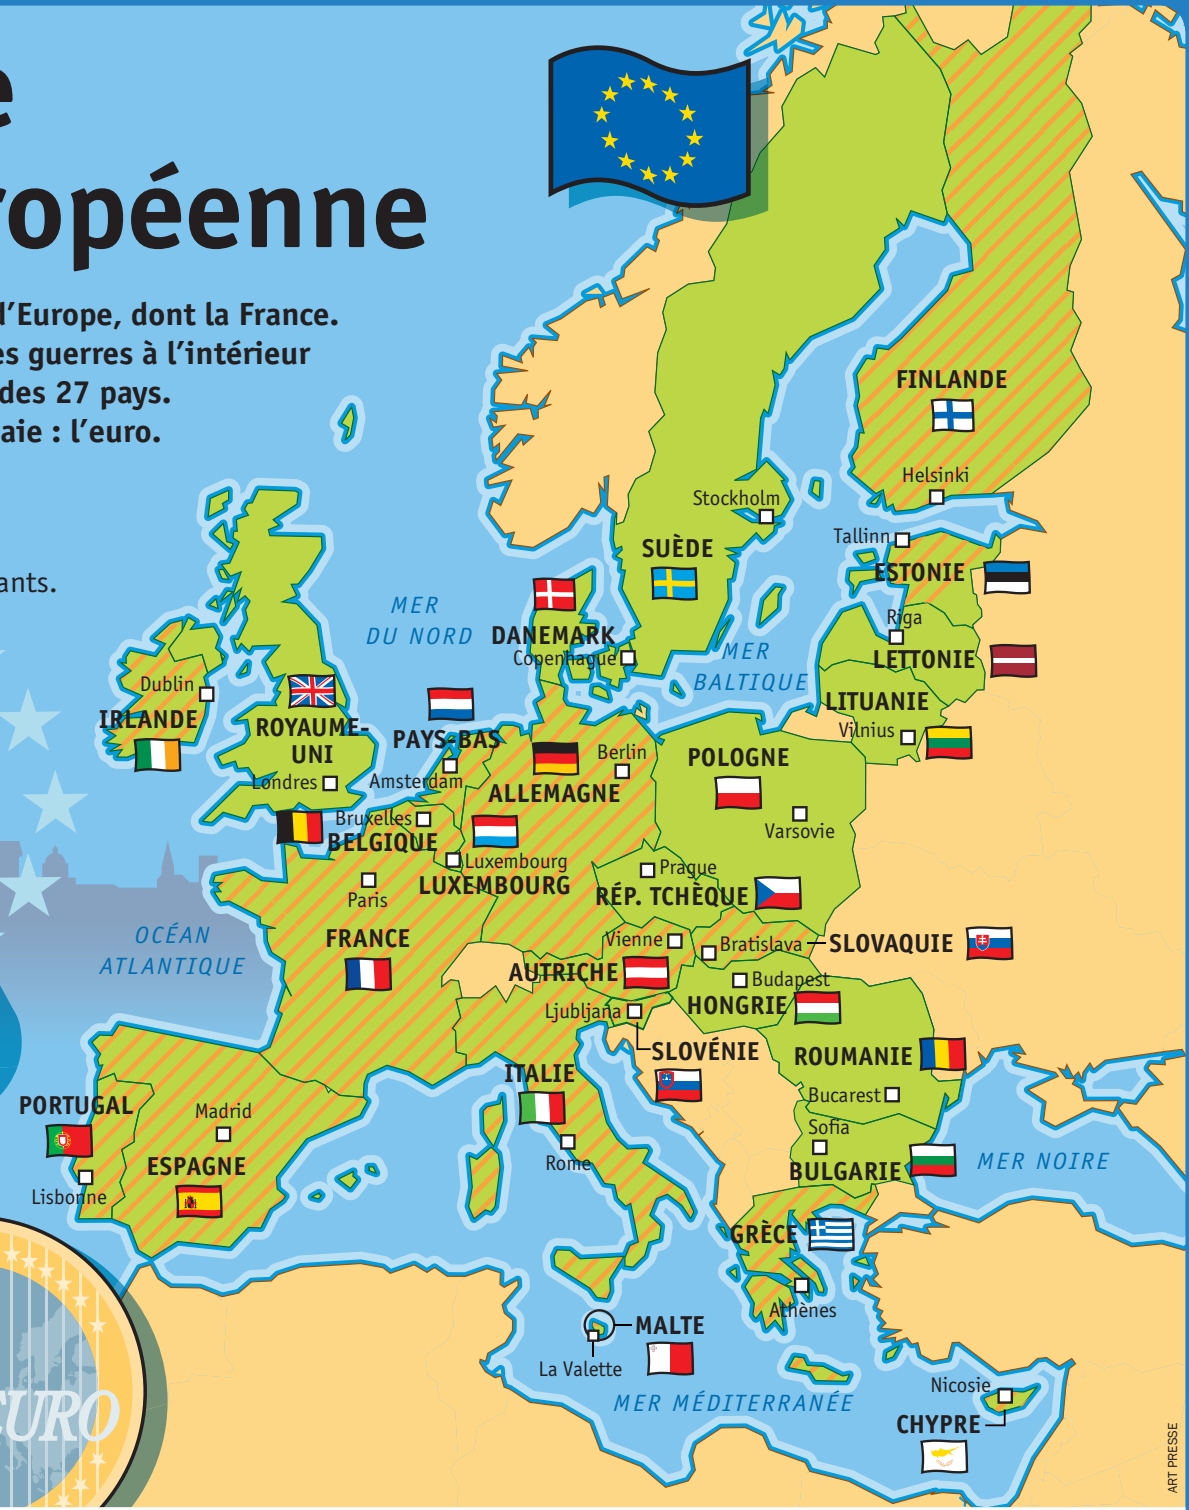 e
ropéenne
d’Europe, dont la France.
es guerres à l’intérieur
des 27 pays.
aie : l’euro.
ants.
FINLANDE
Helsinki
Stockholm
SUÈDE
Tallinn
ESTONIE
MER
DU NORD
DANEMARK
Copenhague
MER
BALTIQUE
Riga
LETTONIE
LITUANIE
Vilnius
Dublin
IRLANDE
ROYAUME-
UNI
Londres
PAYS-BAS
Amsterdam
Berlin
ALLEMAGNE
POLOGNE
Varsovie
Bruxelles
BELGIQUE
Luxembourg
LUXEMBOURG
Prague
RÉP. TCHÈQUE
Paris
FRANCE
OCÉAN
ATLANTIQUE
Vienne
AUTRICHE
Bratislava
SLOVAQUIE
Budapest
HONGRIE
Ljubljana
SLOVÉNIE
ROUMANIE
Bucarest
ITALIE
Rome
PORTUGAL
Lisbonne
Madrid
ESPAGNE
Sofia
BULGARIE
MER NOIRE
GRÈCE
Athènes
MALTE
La Valette
MER MÉDITERRANÉE
Nicosie
CHYPRE
EURO
ART PRESSE